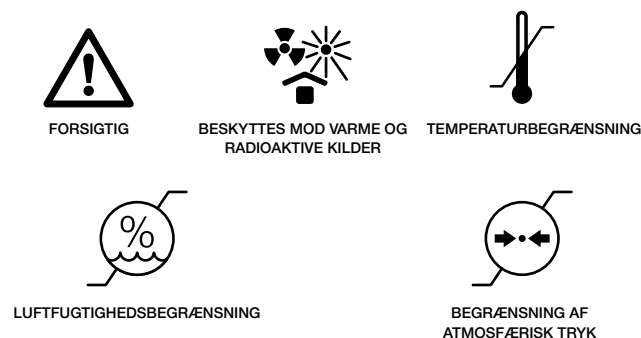 FORSIGTIG
BESKYTTES MOD VARME OG
RADIOAKTIVE KILDER
TEMPERATURBEGRÆNSNING
%
LUFTFUGTIGHEDSBEGRÆNSNING
BEGRÆNSNING AF
ATMOSFÆRISK TRYK